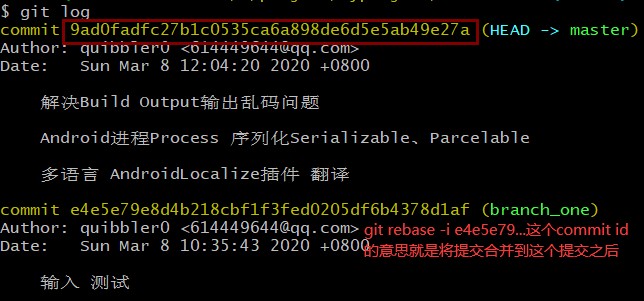 $ git log
commit 9ad0fadfc27b1c0535ca6a898de6d5e5ab49e27a (HEAD -> master)
Author: quibbler0 <614449644@qq.com>
Date: Sun Mar 8 12:04:20 2020 +0800
解决Build Output输出乱码问题
Android进程Process 序列化Serializable、Parcelable
多语言 AndroidLocalize插件 翻译
commit e4e5e79e8d4b218cbf1f3fed0205df6b4378d1af (branch_one)
Author: quibbler0 <614449644@qq.com>
Date: Sun Mar 8 10:35:43 2020 +0800
git rebase -i e4e5e79...这个commit id
的意思就是将提交合并到这个提交之后
输入 测试